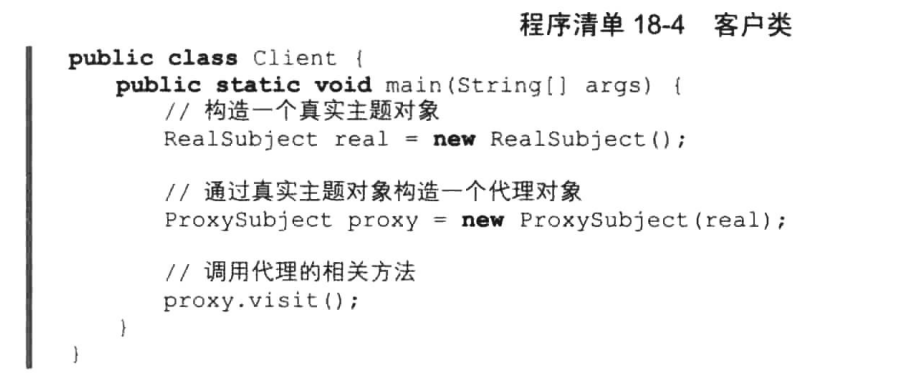 程序清单 18-4 客户类
public class Client {
public static void main(String[] args) {
// 构造一个真实主题对象
RealSubject real = new RealSubject();
// 通过真实主题对象构造一个代理对象
ProxySubject proxy = new ProxySubject(real);
// 调用代理的相关方法
proxy.visit();
}
}